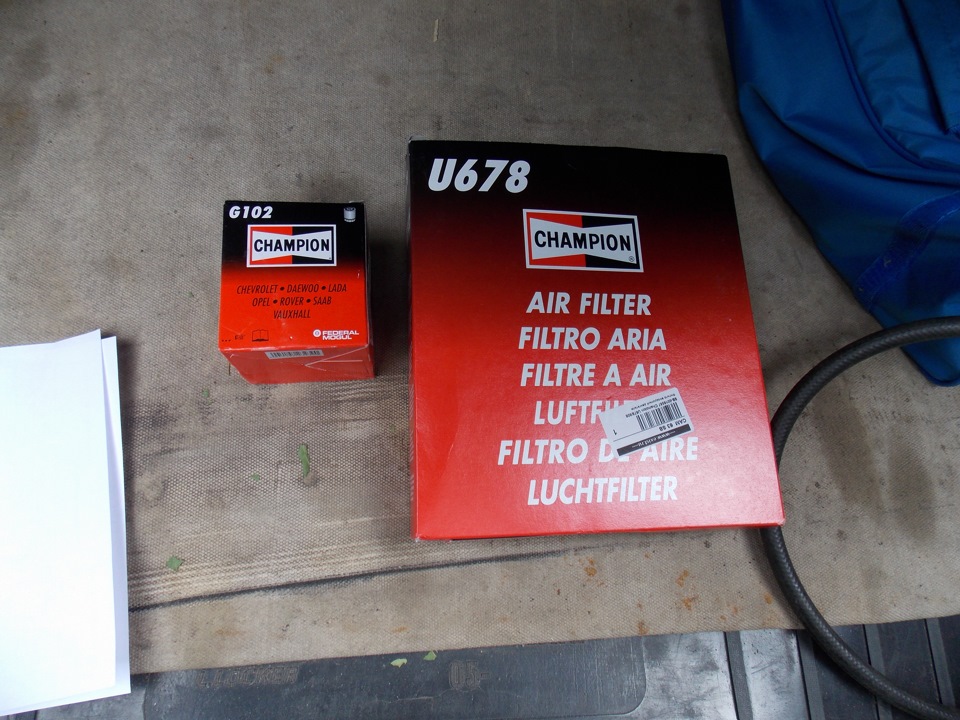 G102
CHAMPION
CHEVROLET • DAEWOO • LADA
OPEL • ROVER • SAAB
VAUXHALL
FEDERAL
MOGUL
U678
CHAMPION®
AIR FILTER
FILTRO ARIA
FILTRE A AIR
LUFTFI
FILTRO DE AIRE
LUCHTFILTER